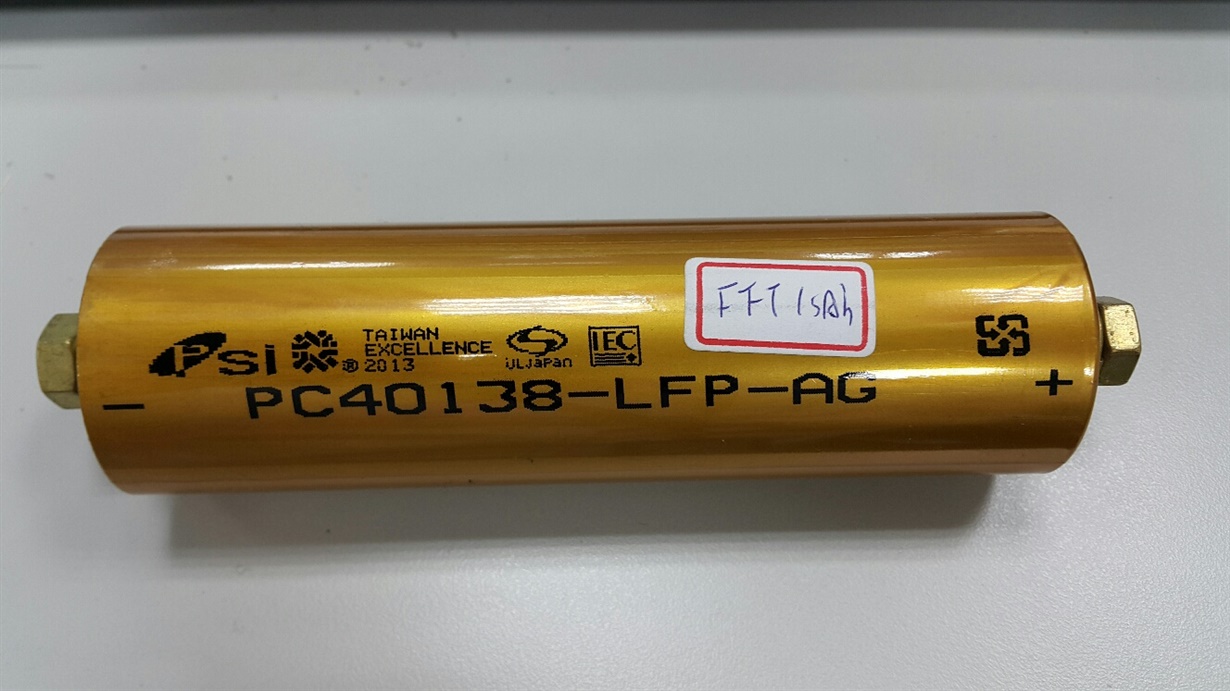 FFT 15Ah
Psi ® TAIWAN
EXCELLENCE
2013
ULJaPan
IEC
PC40138-LFP-AG
- +